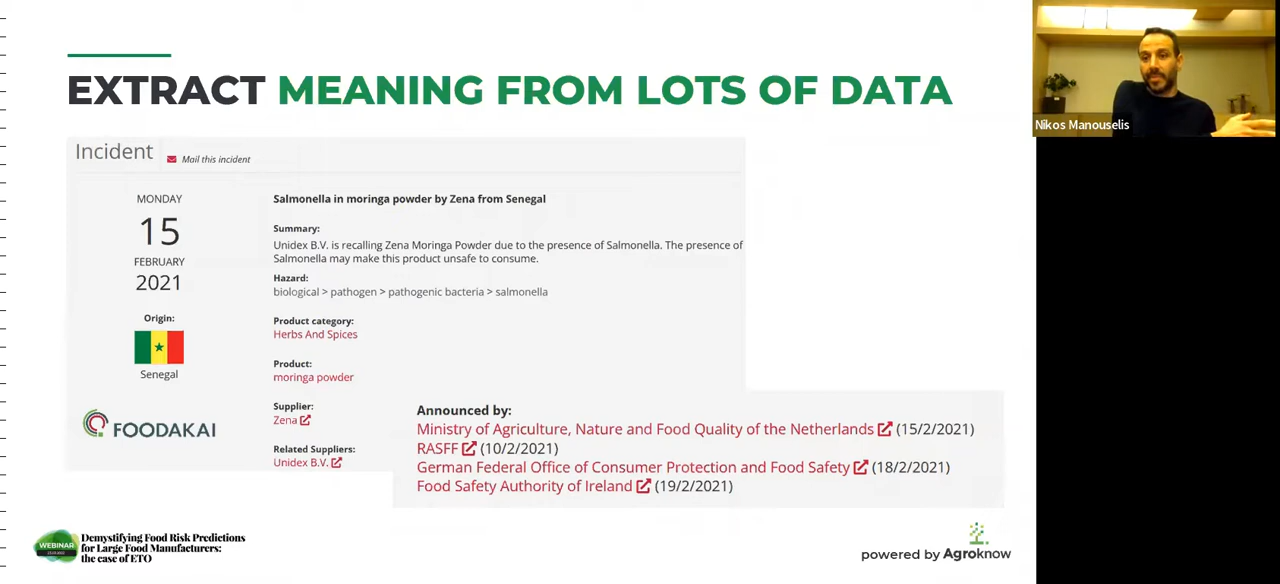 EXTRACT MEANING FROM LOTS OF DATA
Nikos Manouselis
Incident
Mail this incident
MONDAY
15
FEBRUARY
2021
Origin:
Senegal
FOODAKAI
Salmonella in moringa powder by Zena from Senegal
Summary:
Unidex B.V. is recalling Zena Moringa Powder due to the presence of Salmonella. The presence of
Salmonella may make this product unsafe to consume.
Hazard:
biological > pathogen > pathogenic bacteria > salmonella
Product category:
Herbs And Spices
Product:
moringa powder
Supplier:
Zena
Related Suppliers:
Unidex B.V.
Announced by:
Ministry of Agriculture, Nature and Food Quality of the Netherlands (15/2/2021)
RASFF (10/2/2021)
German Federal Office of Consumer Protection and Food Safety (18/2/2021)
Food Safety Authority of Ireland (19/2/2021)
WEBINAR
Demystifying Food Risk Predictions
for Large Food Manufacturers:
the case of ETO
powered by Agroknow